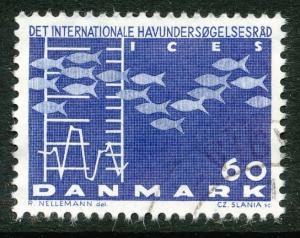 DET INTERNATIONALE HAVUNDERSØGELSESRÅD
ICES
60
DANMARK
R. NELLEMANN del. CZ. SLANIA sc